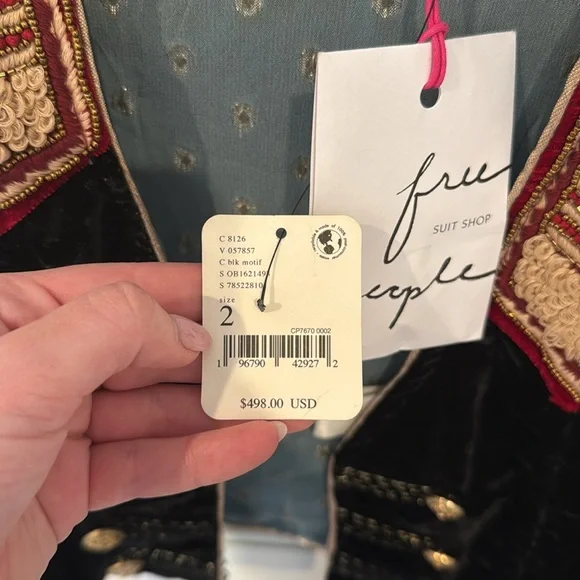 free
SUIT SHOP
people
C 8126
V 057857
C blk motif
S OB1621498
S 78522810
size
2
CP7670 0002
1 96790 42927 2
$498.00 USD